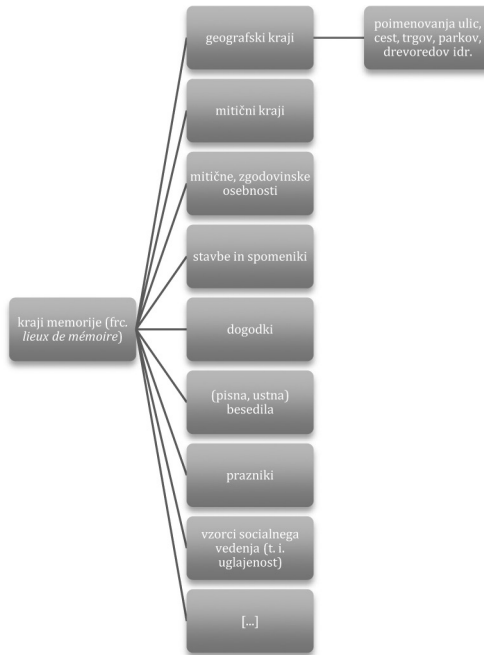 geografski kraji
poimenovanja ulic,
cest, trgov, parkov,
drevoredov idr.
mitični kraji
mitične, zgodovinske
osebnosti
stavbe in spomeniki
kraji memorije (frc.
lieux de mémoire)
dogodki
(pisna, ustna)
besedila
prazniki
vzorci socialnega
vedenja (t. i.
uglajenost)
[...]